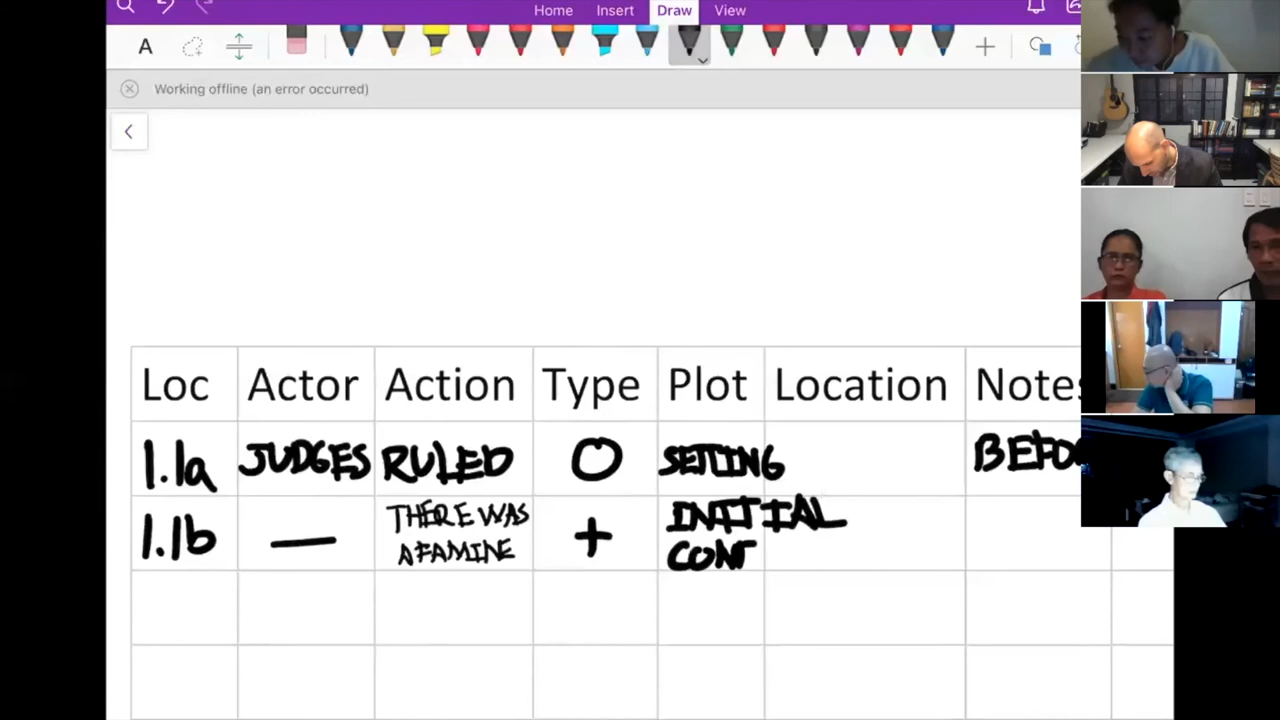 Home Insert Draw View
A
Working offline (an error occurred)
Loc Actor Action Type Plot Location Notes
1.1a JUDGES RULED O SETTING BEFO
1.1b — THERE WAS A FAMINE + INITIAL CONF